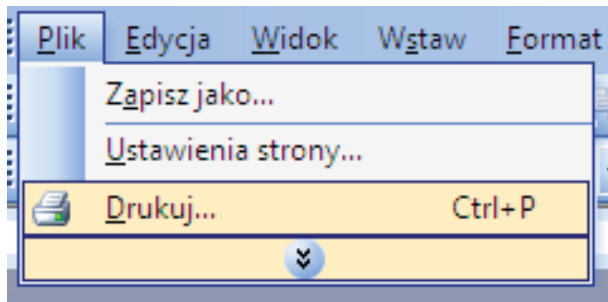 Plik Edycja Widok Wstaw Format
Zapisz jako...
Ustawienia strony...
Drukuj... Ctrl+P